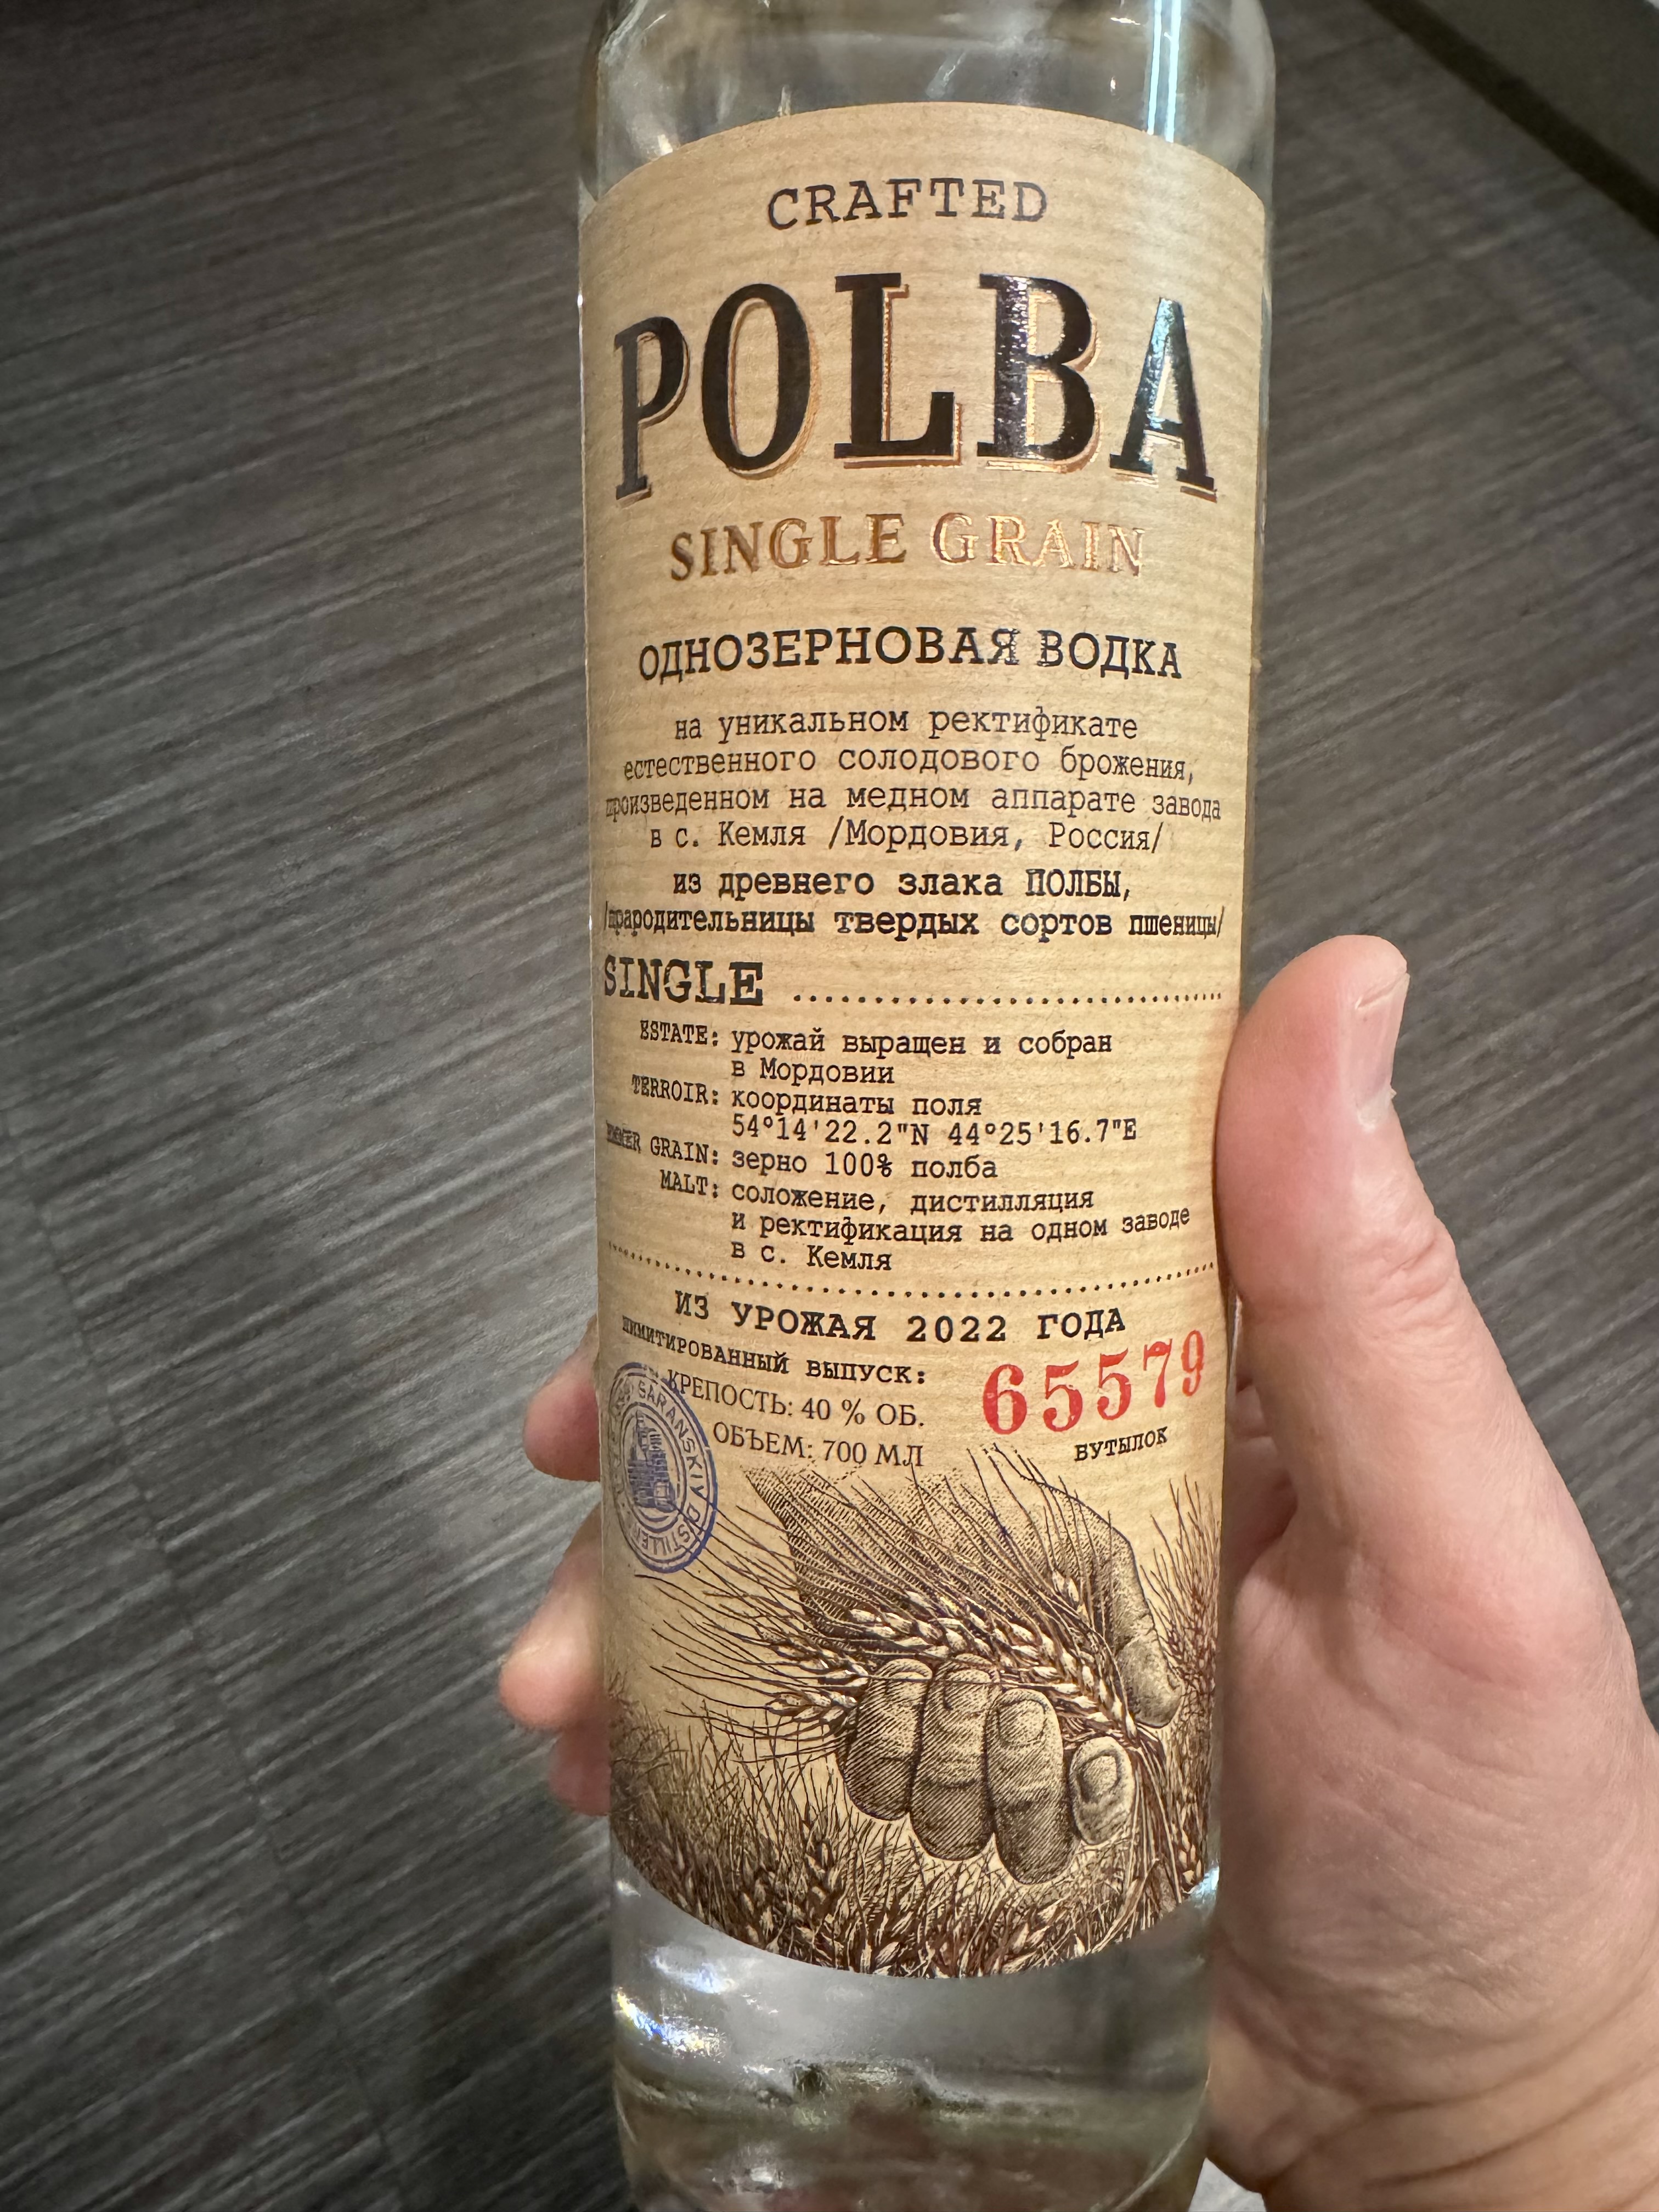 CRAFTED
POLBA
SINGLE GRAIN
ОДНОЗЕРНОВАЯ ВОДКА
на уникальном ректификате
естественного солодового брожения,
произведенном на медном аппарате завода
в с. Кемля /Мордовия, Россия/
из древнего злака ПОЛБЫ,
/прародительницы твердых сортов пшеницы/
SINGLE
ESTATE: урожай выращен и собран
в Мордовии
TERROIR: координаты поля
54°14'22.2"N 44°25'16.7"E
EMMER GRAIN: зерно 100% полба
MALT: соложение, дистилляция
и ректификация на одном заводе
в с. Кемля
ИЗ УРОЖАЯ 2022 ГОДА
ЛИМИТИРОВАННЫЙ ВЫПУСК: 65579
БУТЫЛОК
КРЕПОСТЬ: 40 % ОБ.
ОБЪЕМ: 700 МЛ
SARANSKIY